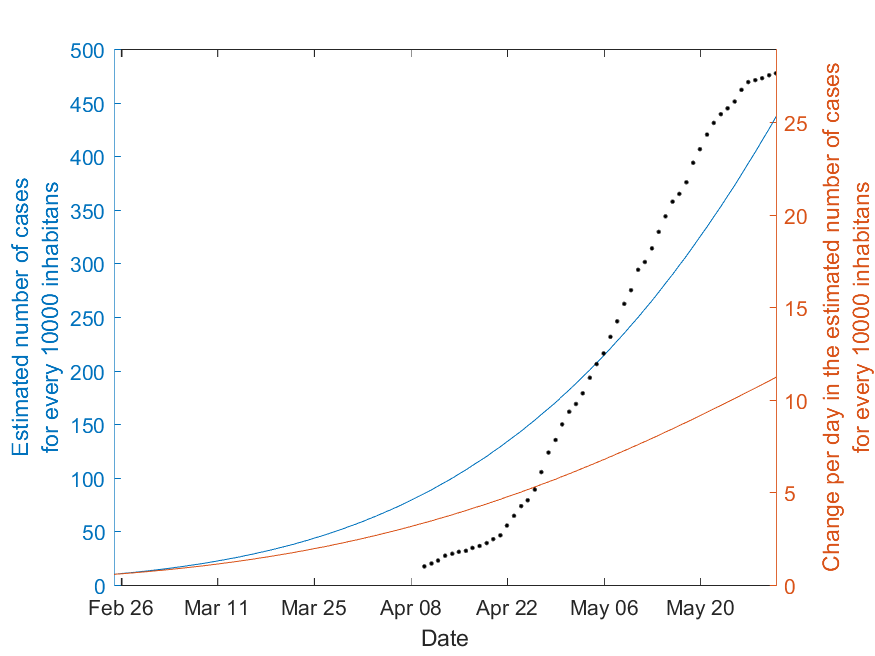 Estimated number of cases
for every 10000 inhabitans
500
450
400
350
300
250
200
150
100
50
0
25
20
15
10
5
0
Change per day in the estimated number of cases
for every 10000 inhabitans
Feb 26 Mar 11 Mar 25 Apr 08 Apr 22 May 06 May 20
Date